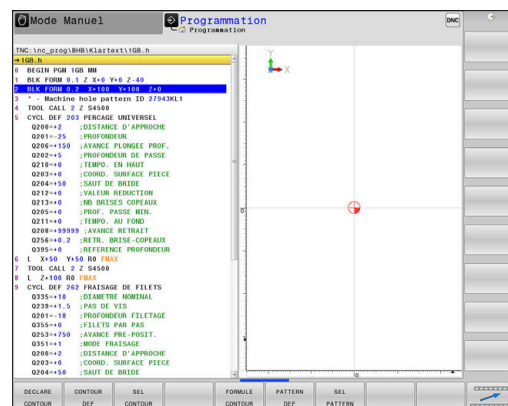 Mode Manuel
Programmation
Programmation
DNC
TNC:\nc_prog\BHB\Klartext\1GB.h
→1GB.h
0 BEGIN PGM 1GB MM
1 BLK FORM 0.1 Z X+0 Y+0 Z-40
2 BLK FORM 0.2 X+100 Y+100 Z+0
3 * - Machine hole pattern ID 27943KL1
4 TOOL CALL 2 Z S4500
5 CYCL DEF 203 PERCAGE UNIVERSEL
Q200=+2 ;DISTANCE D'APPROCHE
Q201=-25 ;PROFONDEUR
Q206=+150 ;AVANCE PLONGEE PROF.
Q202=+5 ;PROFONDEUR DE PASSE
Q210=+0 ;TEMPO. EN HAUT
Q203=+0 ;COORD. SURFACE PIECE
Q204=+50 ;SAUT DE BRIDE
Q212=+0 ;VALEUR REDUCTION
Q213=+0 ;NB BRISES COPEAUX
Q205=+0 ;PROF. PASSE MIN.
Q211=+0 ;TEMPO. AU FOND
Q208=+99999 ;AVANCE RETRAIT
Q256=+0.2 ;RETR. BRISE-COPEAUX
Q395=+0 ;REFERENCE PROFONDEUR
6 L X+50 Y+50 R0 FMAX
7 TOOL CALL 2 Z S4500
8 L Z+100 R0 FMAX
9 CYCL DEF 262 FRAISAGE DE FILETS
Q335=+10 ;DIAMETRE NOMINAL
Q239=+1.5 ;PAS DE VIS
Q201=-18 ;PROFONDEUR FILETAGE
Q355=+0 ;FILETS PAR PAS
Q253=+750 ;AVANCE PRE-POSIT.
Q351=+1 ;MODE FRAISAGE
Q200=+2 ;DISTANCE D'APPROCHE
Q203=+0 ;COORD. SURFACE PIECE
Q204=+50 ;SAUT DE BRIDE
Y
X
0
0
DECLARE CONTOUR
CONTOUR DEF
SEL CONTOUR
FORMULE CONTOUR
PATTERN DEF
SEL PATTERN